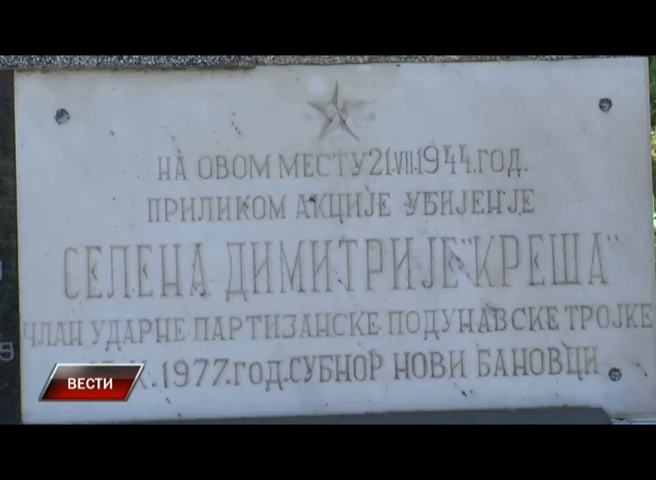 НА ОВОМ МЕСТУ 21.VIII.1944.ГОД.
ПРИЛИКОМ АКЦИЈЕ УБИЈЕН ЈЕ
СЕЛЕНА ДИМИТРИЈЕ "КРЕША"
ЧЛАН УДАРНЕ ПАРТИЗАНСКЕ ПОДУНАВСКЕ ТРОЈКЕ
1977.ГОД. СУБНОР НОВИ БАНОВЦИ
ВЕСТИ